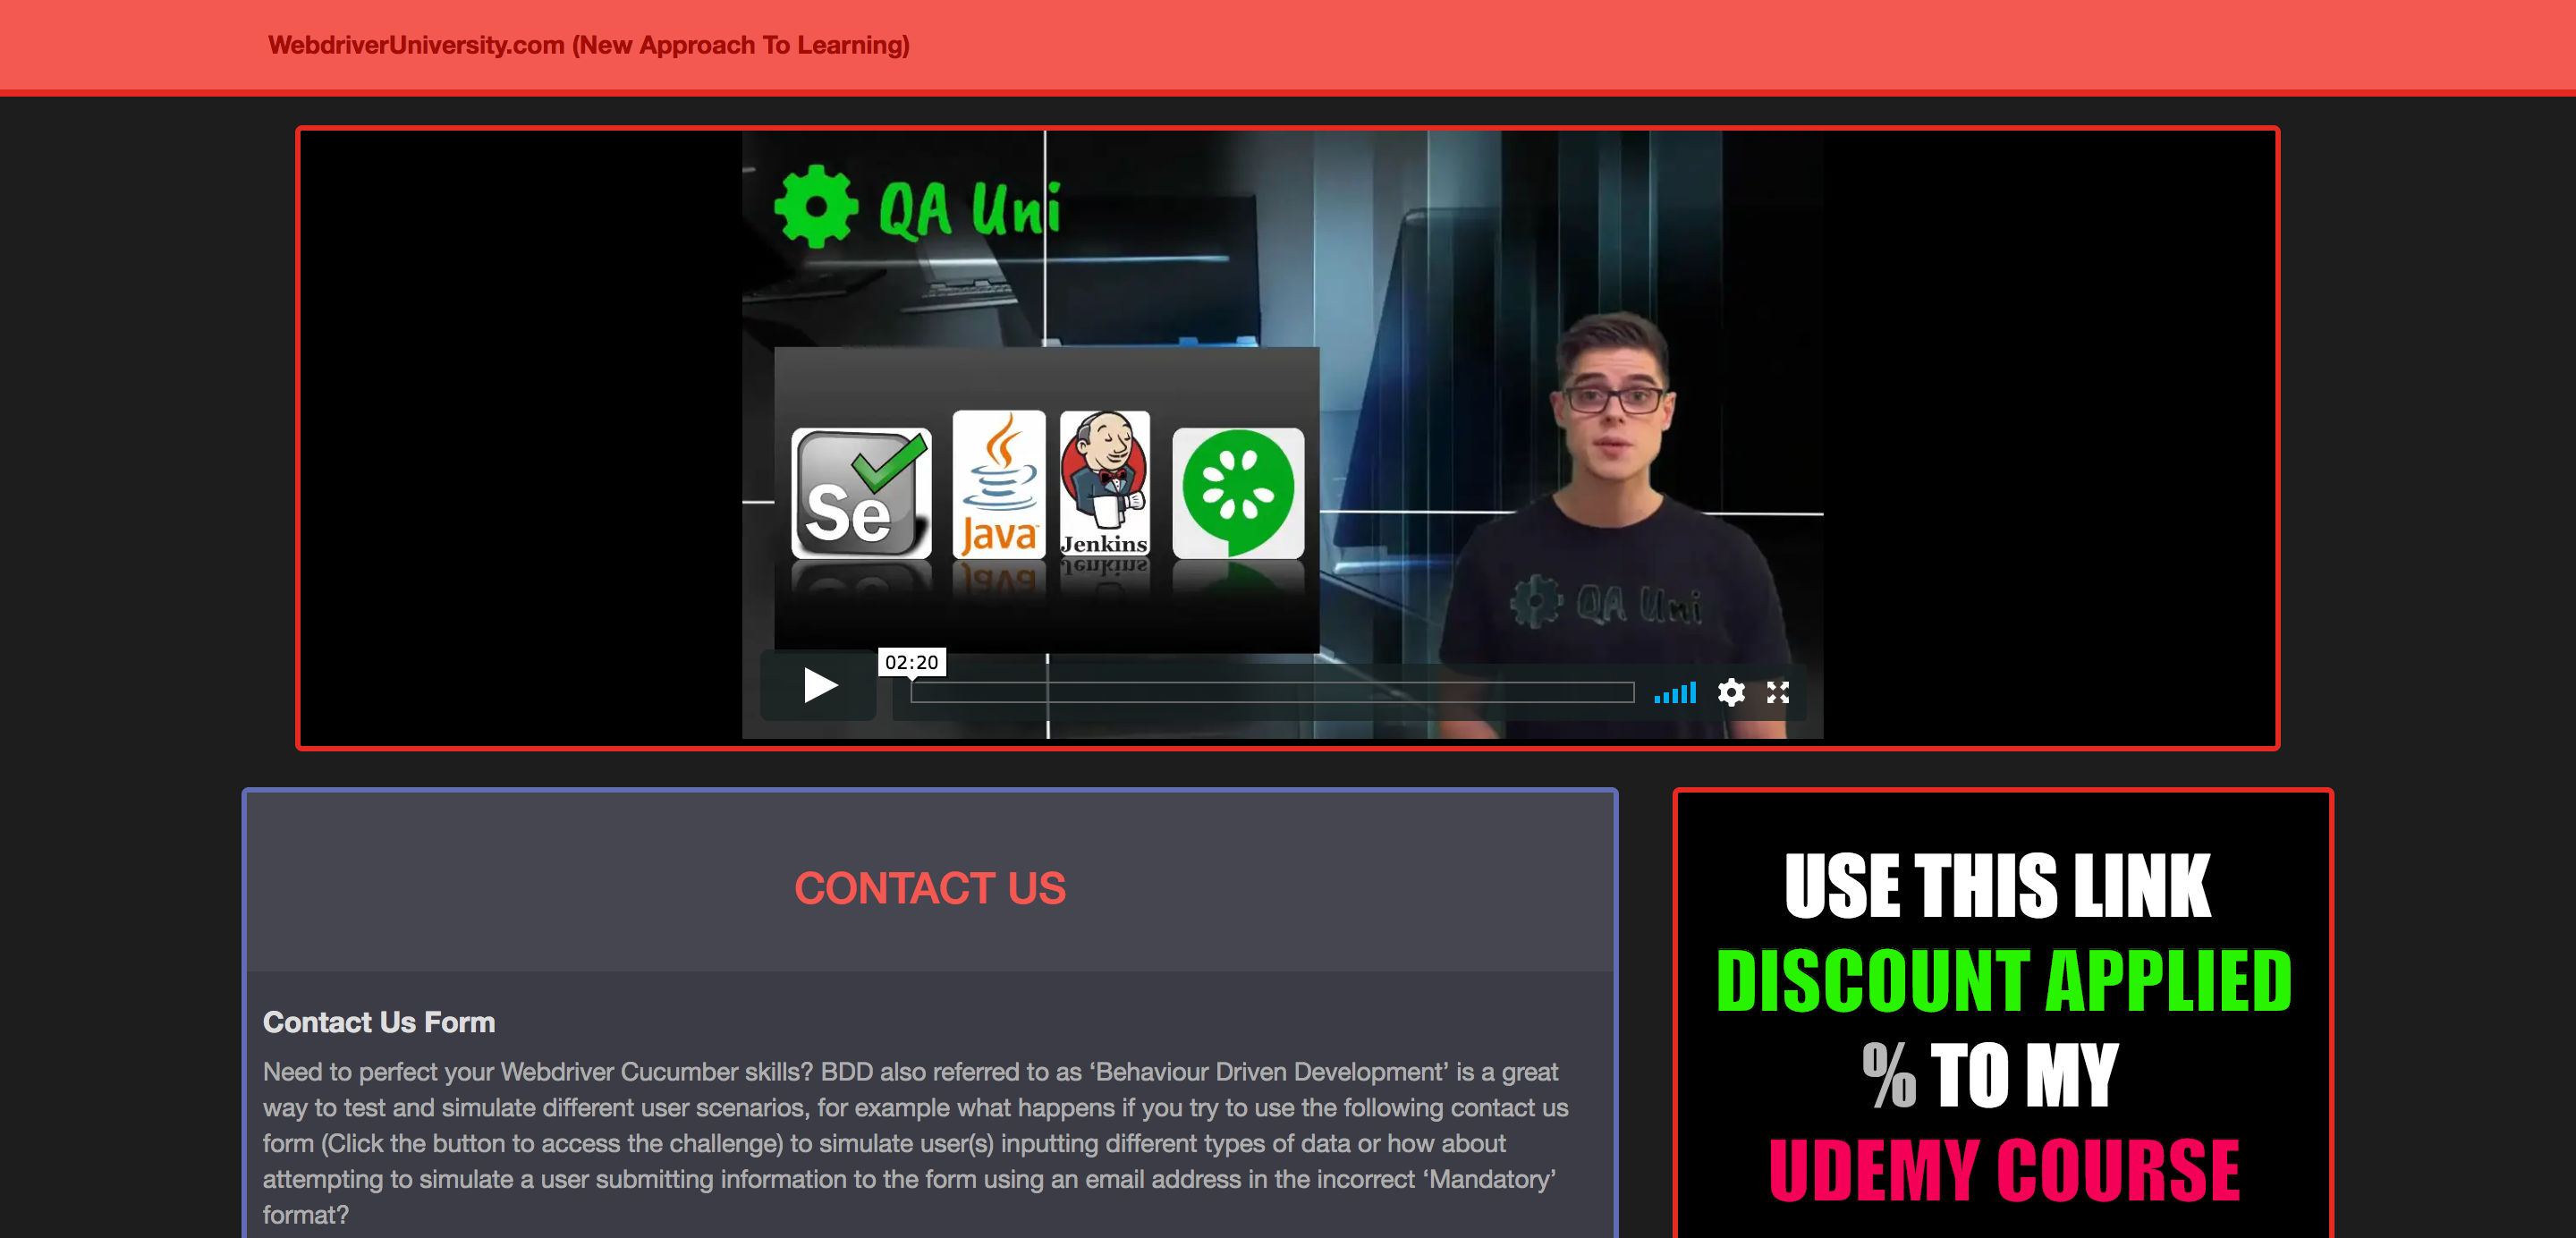 WebdriverUniversity.com (New Approach To Learning)
QA Uni
Se
Java
Jenkins
QA Uni
02:20
CONTACT US
Contact Us Form
Need to perfect your Webdriver Cucumber skills? BDD also referred to as ‘Behaviour Driven Development’ is a great
way to test and simulate different user scenarios, for example what happens if you try to use the following contact us
form (Click the button to access the challenge) to simulate user(s) inputting different types of data or how about
attempting to simulate a user submitting information to the form using an email address in the incorrect ‘Mandatory’
format?
USE THIS LINK
DISCOUNT APPLIED
% TO MY
UDEMY COURSE